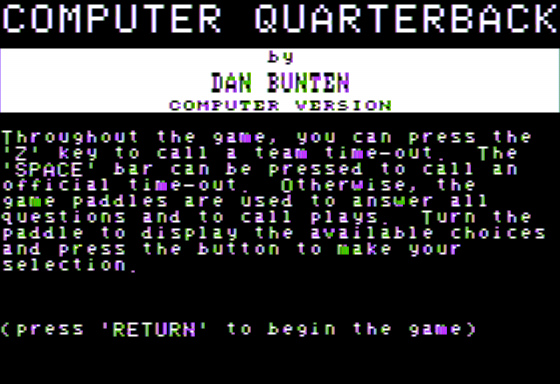 COMPUTER QUARTERBACK
by
DAN BUNTEN
COMPUTER VERSION
Throughout the game, you can press the
'Z' key to call a team time-out. The
'SPACE' bar can be pressed to call an
official time-out. Otherwise, the
game paddles are used to answer all
questions and to call plays. Turn the
paddle to display the available choices
and press the button to make your
selection.
(press 'RETURN' to begin the game)